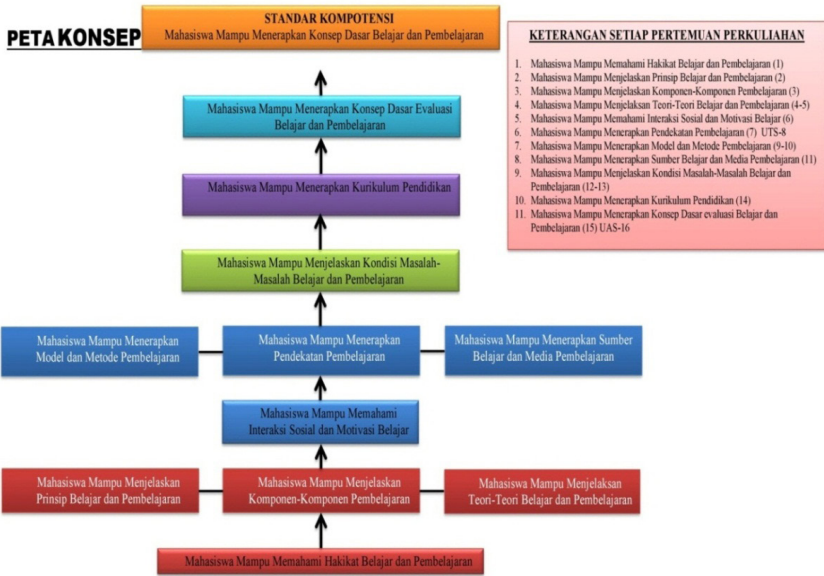 PETA KONSEP
STANDAR KOMPOTENSI
Mahasiswa Mampu Menerapkan Konsep Dasar Belajar dan Pembelajaran
Mahasiswa Mampu Menerapkan Konsep Dasar Evaluasi
Belajar dan Pembelajaran
Mahasiswa Mampu Menerapkan Kurikulum Pendidikan
Mahasiswa Mampu Menjelaskan Kondisi Masalah-
Masalah Belajar dan Pembelajaran
Mahasiswa Mampu Menerapkan
Model dan Metode Pembelajaran
Mahasiswa Mampu Menerapkan
Pendekatan Pembelajaran
Mahasiswa Mampu Menerapkan Sumber
Belajar dan Media Pembelajaran
Mahasiswa Mampu Memahami
Interaksi Sosial dan Motivasi Belajar
Mahasiswa Mampu Menjelaskan
Prinsip Belajar dan Pembelajaran
Mahasiswa Mampu Menjelaskan
Komponen-Komponen Pembelajaran
Mahasiswa Mampu Menjelaksan
Teori-Teori Belajar dan Pembelajaran
Mahasiswa Mampu Memahami Hakikat Belajar dan Pembelajaran
KETERANGAN SETIAP PERTEMUAN PERKULIAHAN
1. Mahasiswa Mampu Memahami Hakikat Belajar dan Pembelajaran (1)
2. Mahasiswa Mampu Menjelaskan Prinsip Belajar dan Pembelajaran (2)
3. Mahasiswa Mampu Menjelaskan Komponen-Komponen Pembelajaran (3)
4. Mahasiswa Mampu Menjelaksan Teori-Teori Belajar dan Pembelajaran (4-5)
5. Mahasiswa Mampu Memahami Interaksi Sosial dan Motivasi Belajar (6)
6. Mahasiswa Mampu Menerapkan Pendekatan Pembelajaran (7) UTS-8
7. Mahasiswa Mampu Menerapkan Model dan Metode Pembelajaran (9-10)
8. Mahasiswa Mampu Menerapkan Sumber Belajar dan Media Pembelajaran (11)
9. Mahasiswa Mampu Menjelaskan Kondisi Masalah-Masalah Belajar dan
Pembelajaran (12-13)
10. Mahasiswa Mampu Menerapkan Kurikulum Pendidikan (14)
11. Mahasiswa Mampu Menerapkan Konsep Dasar evaluasi Belajar dan
Pembelajaran (15) UAS-16